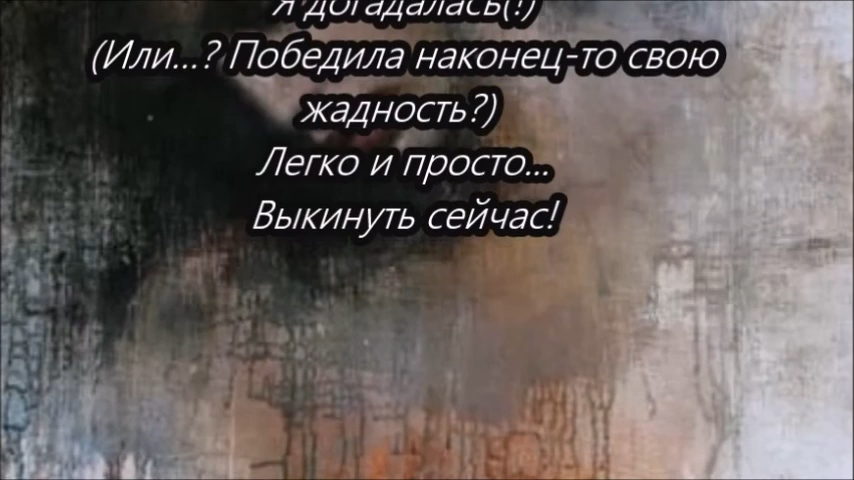 Я догадалась(!)
(Или...? Победила наконец-то свою
жадность?)
Легко и просто...
Выкинуть сейчас!